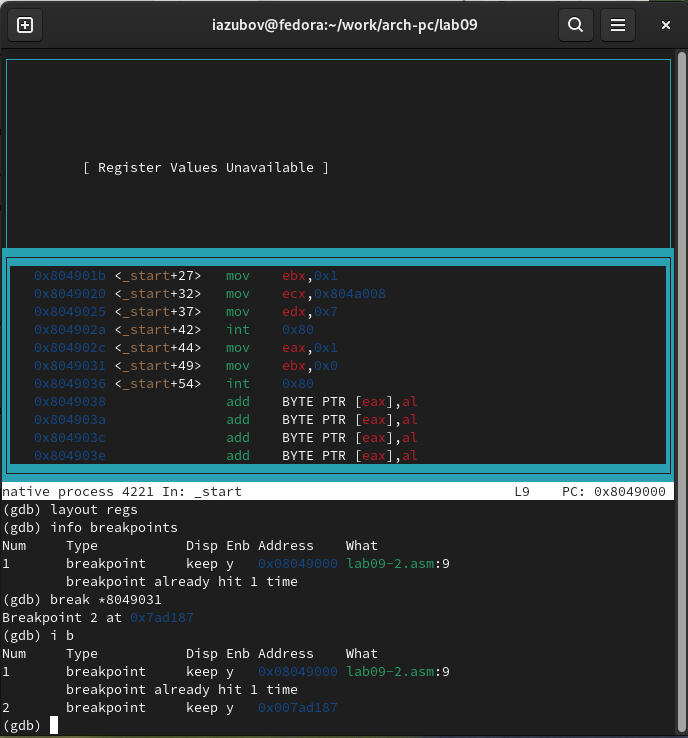 iazubov@fedora:~/work/arch-pc/lab09
[ Register Values Unavailable ]
0x804901b <_start+27> mov ebx,0x1
0x8049020 <_start+32> mov ecx,0x804a008
0x8049025 <_start+37> mov edx,0x7
0x804902a <_start+42> int 0x80
0x804902c <_start+44> mov eax,0x1
0x8049031 <_start+49> mov ebx,0x0
0x8049036 <_start+54> int 0x80
0x8049038 add BYTE PTR [eax],al
0x804903a add BYTE PTR [eax],al
0x804903c add BYTE PTR [eax],al
0x804903e add BYTE PTR [eax],al
native process 4221 In: _start L9 PC: 0x8049000
(gdb) layout regs
(gdb) info breakpoints
Num Type Disp Enb Address What
1 breakpoint keep y 0x08049000 lab09-2.asm:9
breakpoint already hit 1 time
(gdb) break *8049031
Breakpoint 2 at 0x7ad187
(gdb) i b
Num Type Disp Enb Address What
1 breakpoint keep y 0x08049000 lab09-2.asm:9
breakpoint already hit 1 time
2 breakpoint keep y 0x007ad187
(gdb)